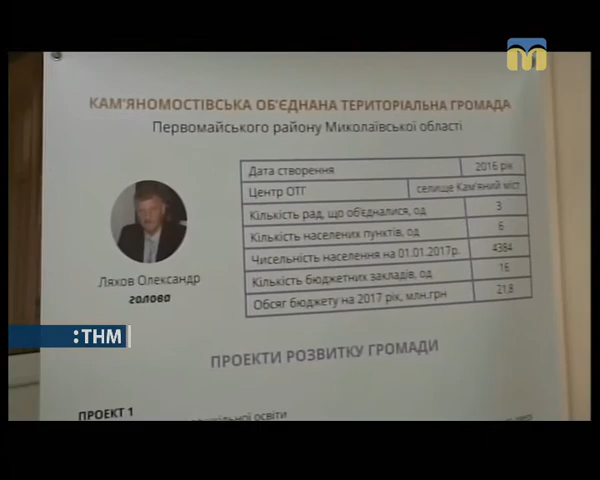 М
КАМ'ЯНОМОСТІВСЬКА ОБ'ЄДНАНА ТЕРИТОРІАЛЬНА ГРОМАДА
Первомайського району Миколаївської області
Дата створення 2016 рік
Центр ОТГ селище Кам'яний міст
Кількість рад, що об'єдналися, од 3
Кількість населених пунктів, од 6
Чисельність населення на 01.01.2017р. 4384
Кількість бюджетних закладів, од 16
Обсяг бюджету на 2017 рік, млн.грн 21,8
Ляхов Олександр
голова
:ТНМ
ПРОЕКТИ РОЗВИТКУ ГРОМАДИ
ПРОЕКТ 1
освіти